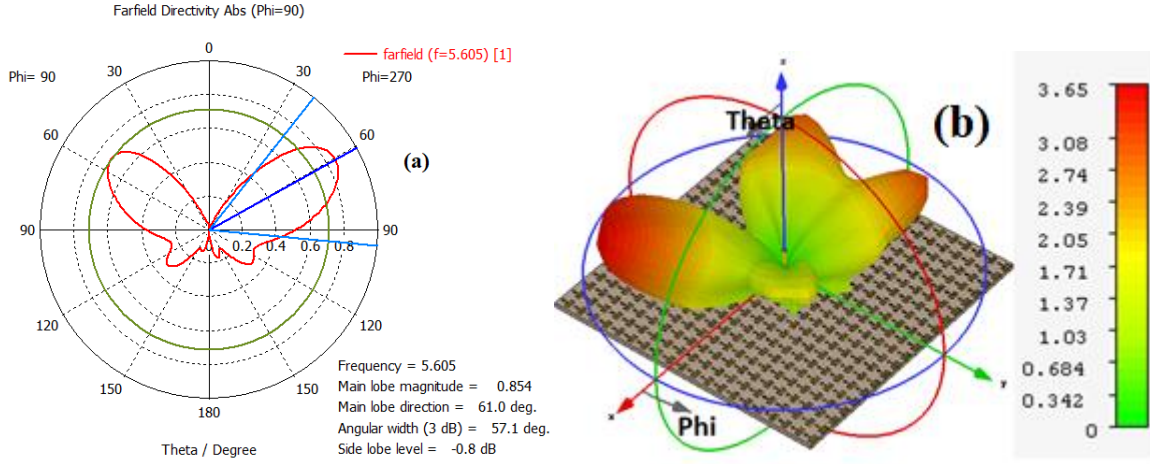 Farfield Directivity Abs (Phi=90)
farfield (f=5.605) [1]
Phi= 90
Phi=270
0
30
30
60
60
90
90
0
0.2
0.4
0.6
0.8
120
120
150
150
180
(a)
Theta / Degree
Frequency = 5.605
Main lobe magnitude = 0.854
Main lobe direction = 61.0 deg.
Angular width (3 dB) = 57.1 deg.
Side lobe level = -0.8 dB
z
Theta
(b)
x
Phi
y
3.65
3.08
2.74
2.39
2.05
1.71
1.37
1.03
0.684
0.342
0